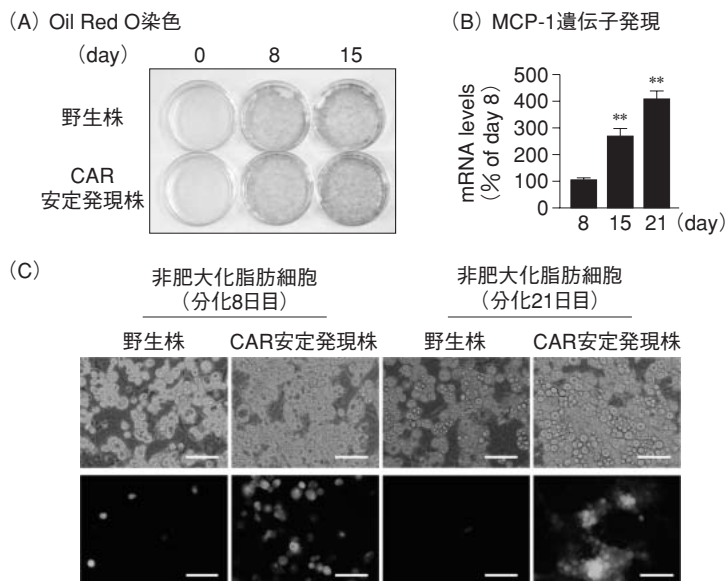 (A) Oil Red O染色
(day) 0 8 15
野生株
CAR
安定発現株
(B) MCP-1遺伝子発現
mRNA levels
(% of day 8)
500
400
300
200
100
0
** **
8 15 21 (day)
(C)
非肥大化脂肪細胞 非肥大化脂肪細胞
(分化8日目) (分化21日目)
野生株 CAR安定発現株 野生株 CAR安定発現株